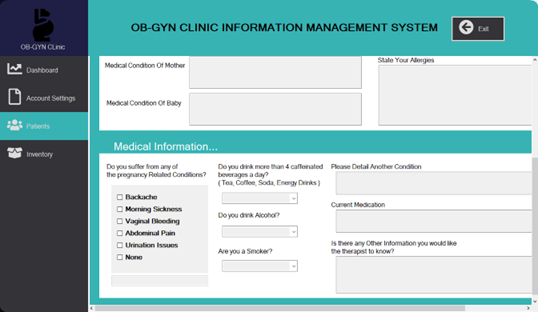 OB-GYN CLINIC INFORMATION MANAGEMENT SYSTEM
Exit
OB-GYN CLinic
Dashboard
Account Settings
Patients
Inventory
Medical Condition Of Mother
State Your Allergies
Medical Condition Of Baby
Medical Information...
Do you suffer from any of
the pregnancy Related Conditions?
Backache
Morning Sickness
Vaginal Bleeding
Abdominal Pain
Urination Issues
None
Do you drink more than 4 caffeinated
beverages a day?
( Tea, Coffee, Soda, Energy Drinks )
Do you drink Alcohol?
Are you a Smoker?
Please Detail Another Condition
Current Medication
Is there any Other Information you would like
the therapist to know?